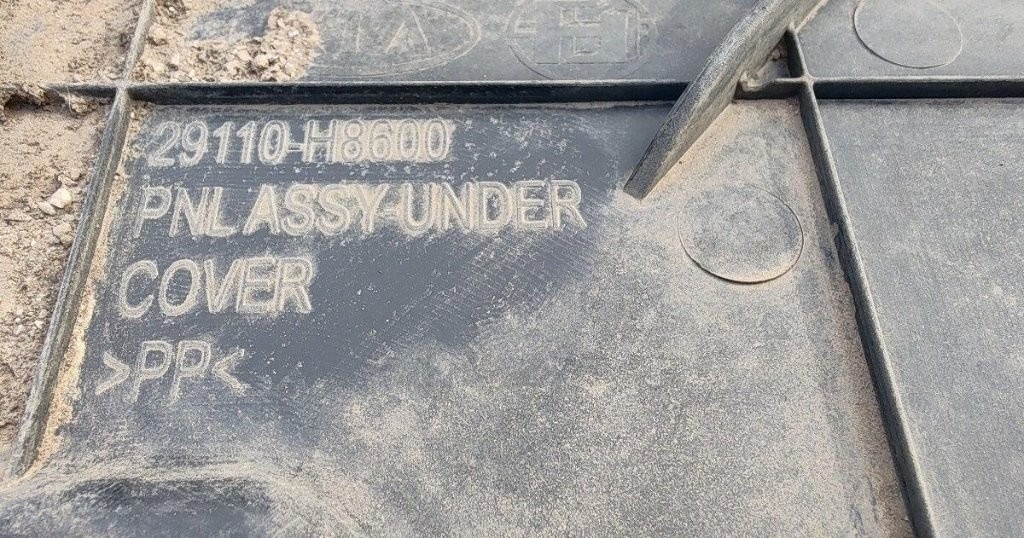 29110-H8600
PNL ASSY-UNDER
COVER
>PP<